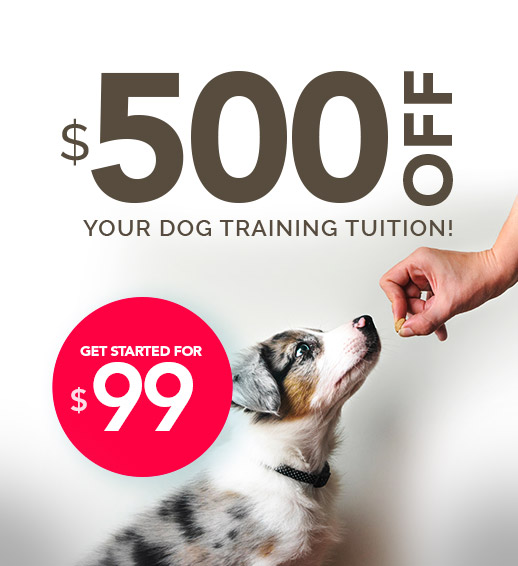 $500 OFF
YOUR DOG TRAINING TUITION!
GET STARTED FOR
$99